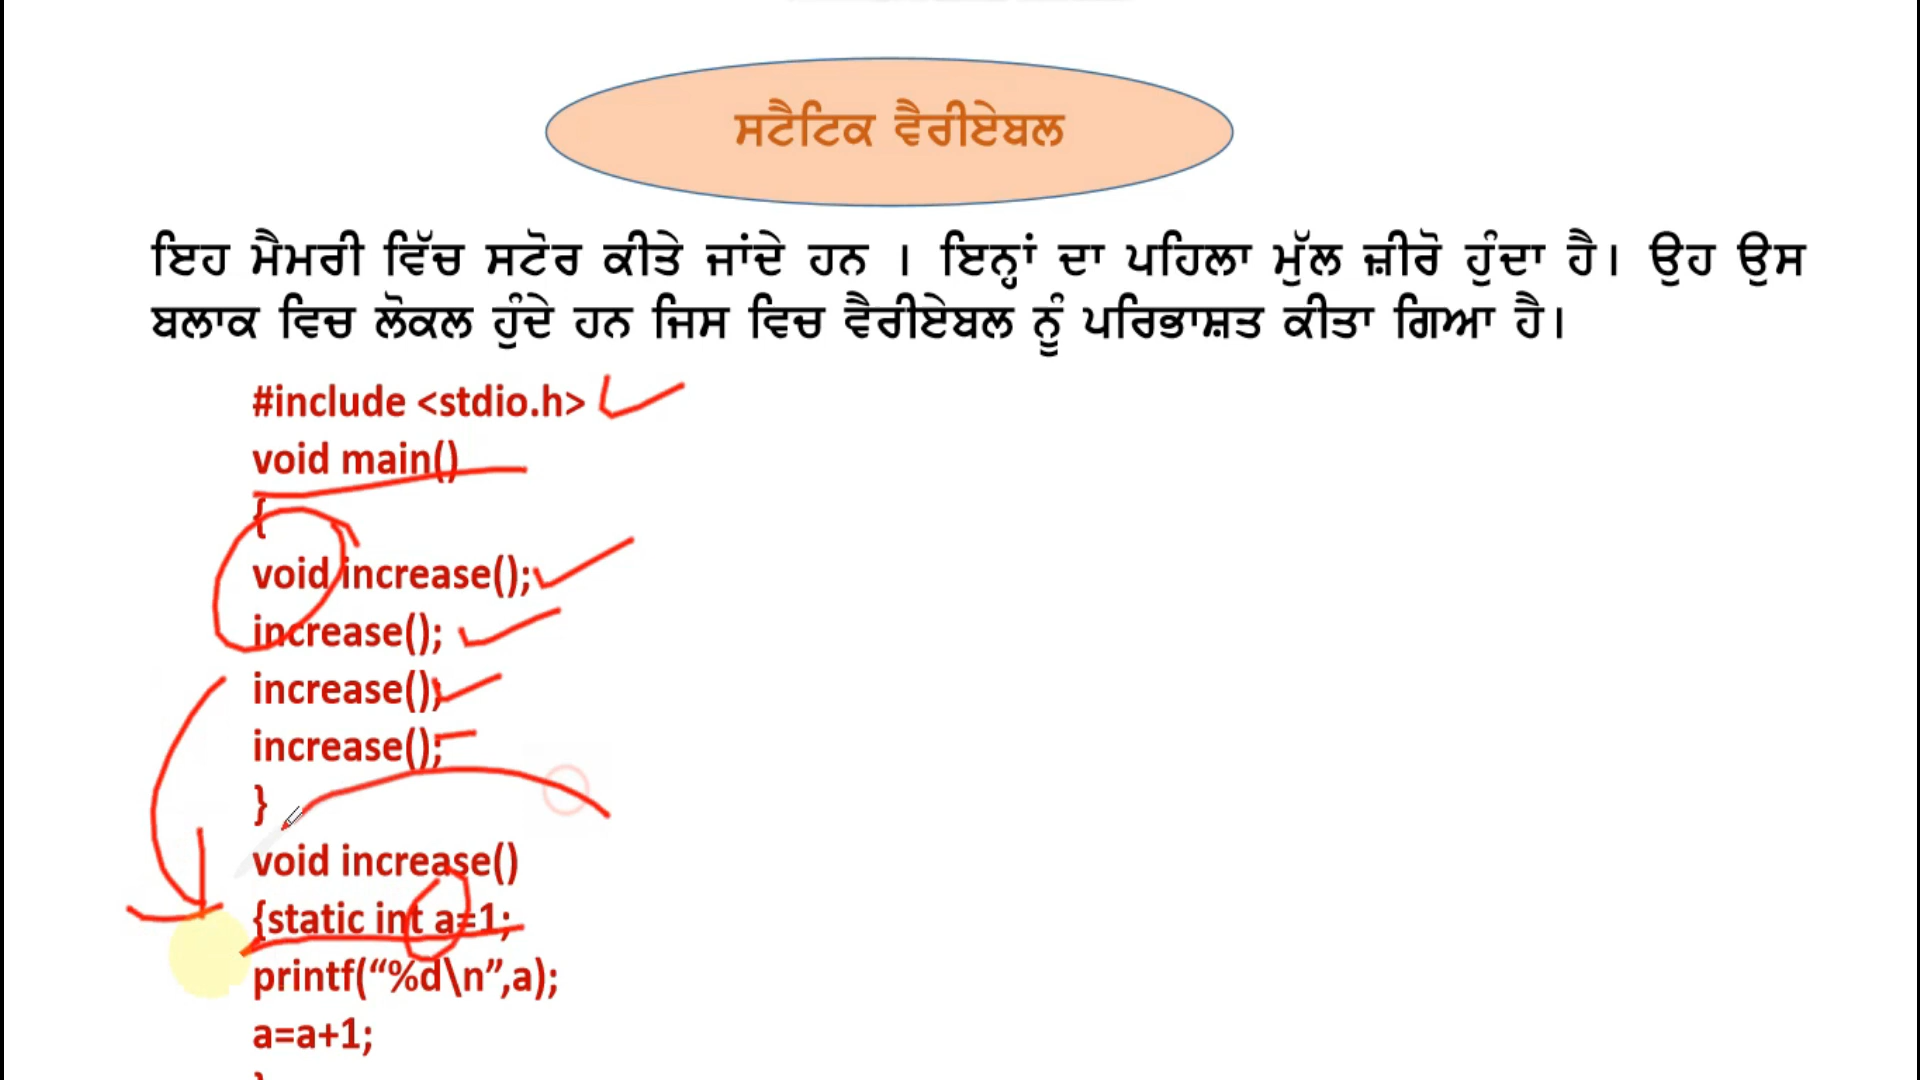 ਸਟੈਟਿਕ ਵੈਰੀਏਬਲ
ਇਹ ਮੈਮਰੀ ਵਿੱਚ ਸਟੋਰ ਕੀਤੇ ਜਾਂਦੇ ਹਨ । ਇਨ੍ਹਾਂ ਦਾ ਪਹਿਲਾ ਮੁੱਲ ਜ਼ੀਰੋ ਹੁੰਦਾ ਹੈ। ਉਹ ਉਸ
ਬਲਾਕ ਵਿਚ ਲੋਕਲ ਹੁੰਦੇ ਹਨ ਜਿਸ ਵਿਚ ਵੈਰੀਏਬਲ ਨੂੰ ਪਰਿਭਾਸ਼ਤ ਕੀਤਾ ਗਿਆ ਹੈ।
#include <stdio.h>
void main()
{
void increase();
increase();
increase();
increase();
}
void increase()
{static int a=1;
printf(“%d\n”,a);
a=a+1;